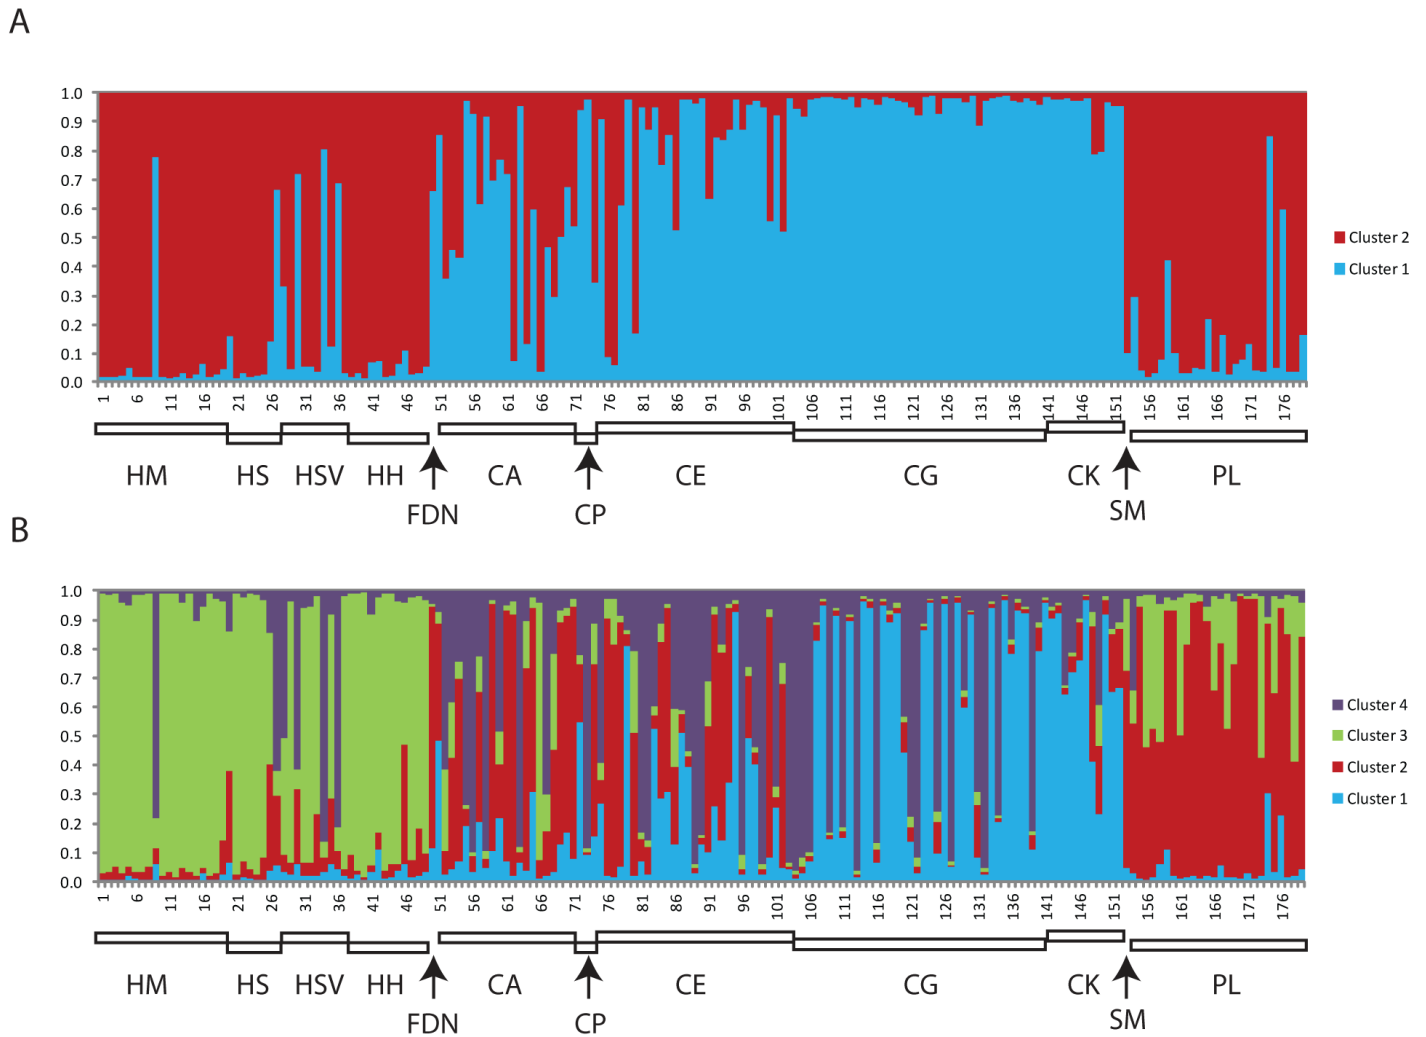 A
1.0
0.9
0.8
0.7
0.6
0.5
0.4
0.3
0.2
0.1
0.0
Cluster 2
Cluster 1
1 6 11 16 21 26 31 36 41 46 51 56 61 66 71 76 81 86 91 96 101 106 111 116 121 126 131 136 141 146 151 156 161 166 171 176
HM HS HSV HH CA CE CG CK PL
FDN CP SM
B
1.0
0.9
0.8
0.7
0.6
0.5
0.4
0.3
0.2
0.1
0.0
Cluster 4
Cluster 3
Cluster 2
Cluster 1
1 6 11 16 21 26 31 36 41 46 51 56 61 66 71 76 81 86 91 96 101 106 111 116 121 126 131 136 141 146 151 156 161 166 171 176
HM HS HSV HH CA CE CG CK PL
FDN CP SM